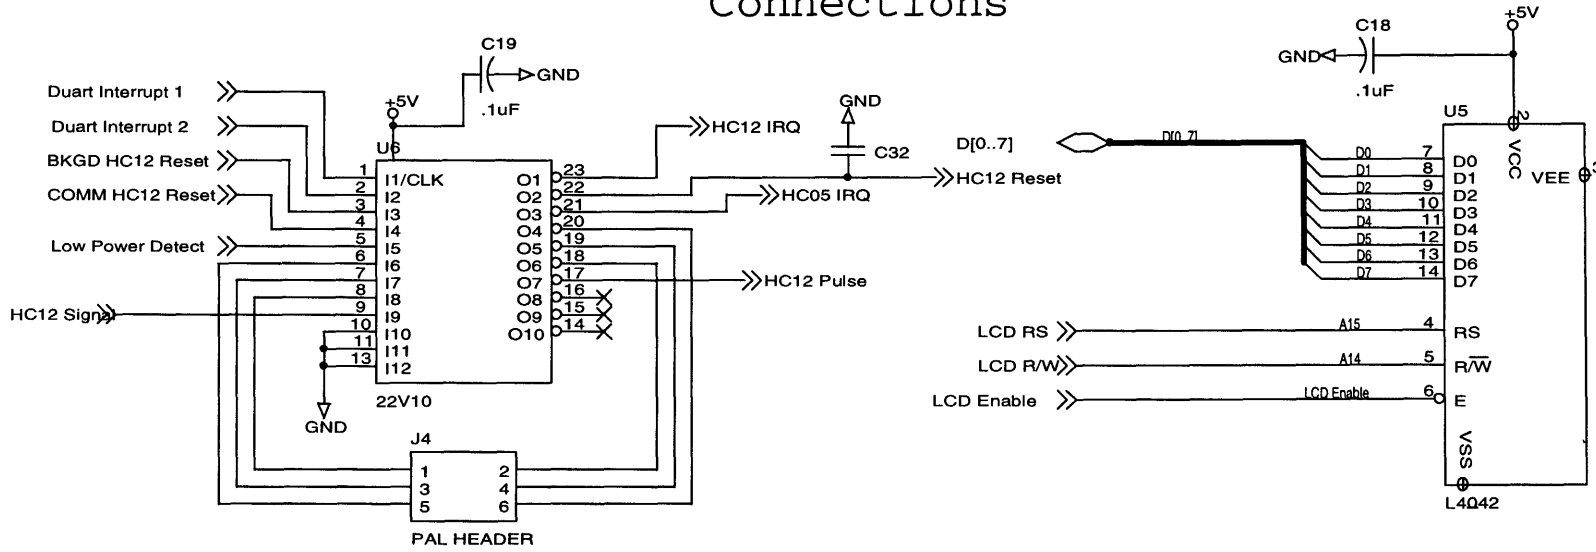 Connections
Duart Interrupt 1
Duart Interrupt 2
BKGD HC12 Reset
COMM HC12 Reset
Low Power Detect
HC12 Signal
+5V
C19
.1uF
GND
U6
1 I1/CLK O1 23
2 I2 O2 22
3 I3 O3 21
4 I4 O4 20
5 I5 O5 19
6 I6 O6 18
7 I7 O7 17
8 I8 O8 16
9 I9 O9 15
10 I10 O10 14
11 I11
13 I12
22V10
GND
J4
1 2
3 4
5 6
PAL HEADER
HC12 IRQ
GND
C32
HC12 Reset
HC05 IRQ
HC12 Pulse
+5V
C18
GND
.1uF
U5
2
VCC
VEE
D[0..7]
D[0..7]
D0 7 D0
D1 8 D1
D2 9 D2
D3 10 D3
D4 11 D4
D5 12 D5
D6 13 D6
D7 14 D7
LCD RS A15 4 RS
LCD R/W A14 5 R/W
LCD Enable LCD Enable 6 E
VSS